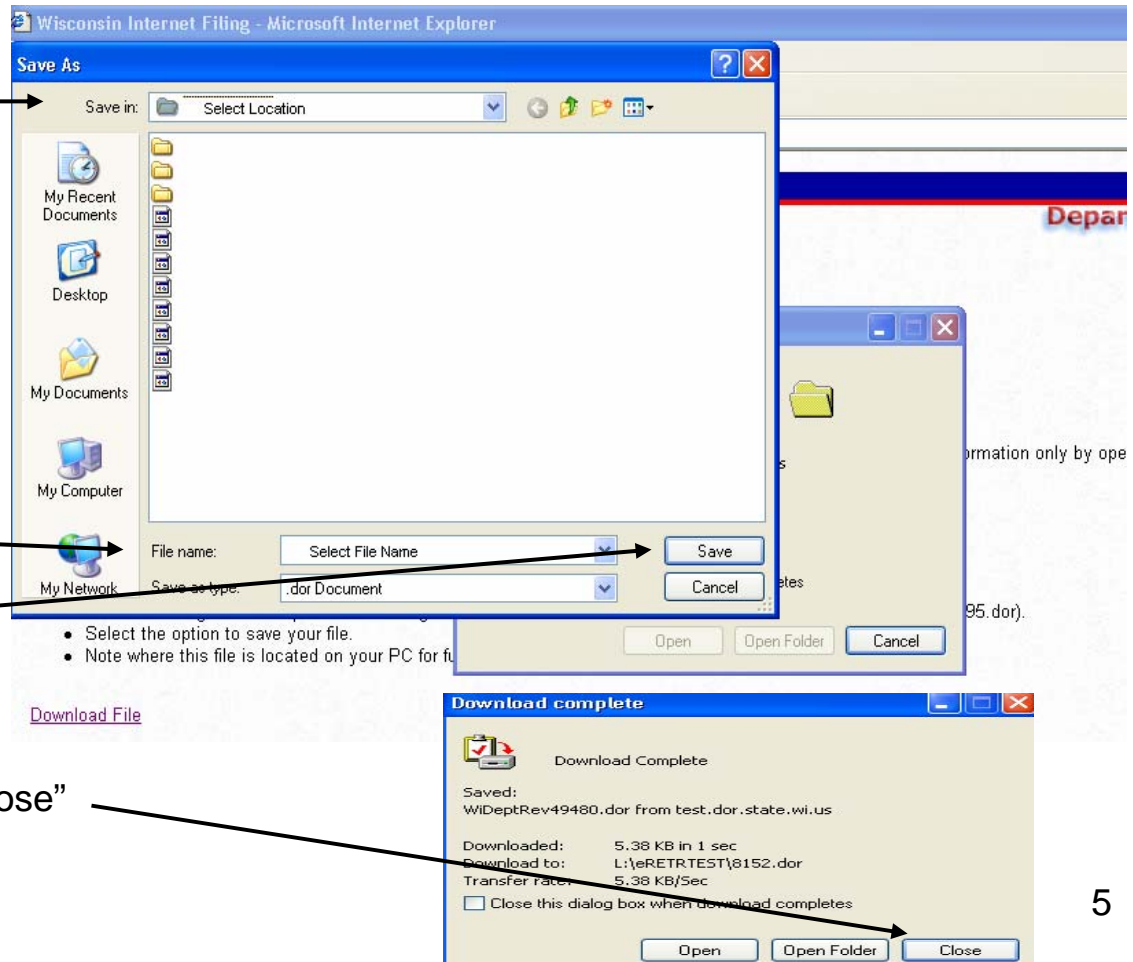 Wisconsin Internet Filing - Microsoft Internet Explorer
Save As
Save in:
Select Location
My Recent
Documents
Desktop
My Documents
My Computer
My Network
File name:
Select File Name
Save
Save as type:
.dor Document
Cancel
Depar
s
ormation only by ope
etes
95.dor).
Open
Open Folder
Cancel
• Select the option to save your file.
• Note where this file is located on your PC for fu
Download File
Download complete
Download Complete
Saved:
WiDeptRev49480.dor from test.dor.state.wi.us
Downloaded: 5.38 KB in 1 sec
Download to: L:\eRETRTEST\8152.dor
Transfer rate: 5.38 KB/Sec
Close this dialog box when download completes
Open
Open Folder
Close
ose”
5